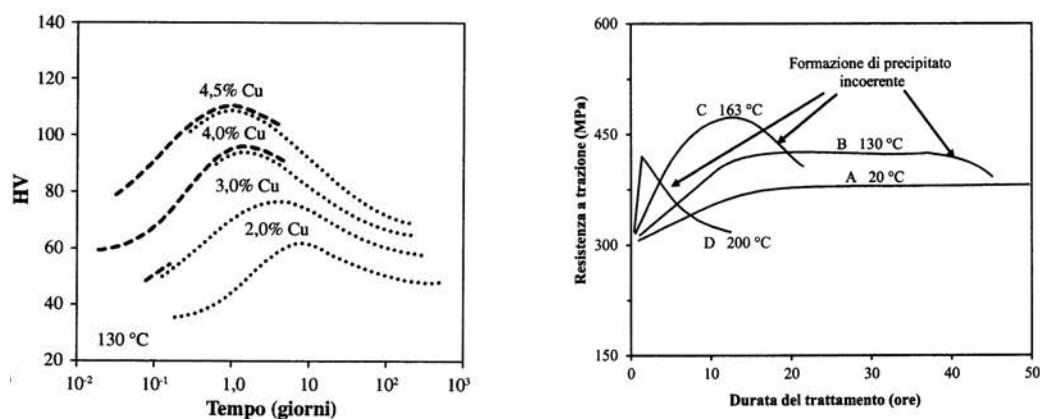 140
120
100
80
60
40
20
HV
4,5% Cu
4,0% Cu
3,0% Cu
2,0% Cu
130 °C
10-2
10-1
1,0
10
10²
10³
Tempo (giorni)
600
450
300
150
Resistenza a trazione (MPa)
Formazione di precipitato
incoerente
C 163 °C
B 130 °C
A 20 °C
D 200 °C
0
10
20
30
40
50
Durata del trattamento (ore)